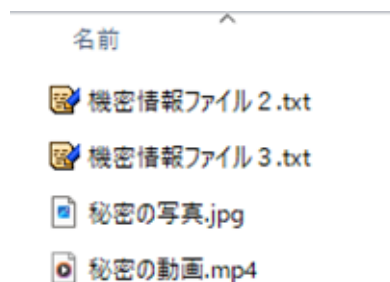 名前
機密情報ファイル２.txt
機密情報ファイル３.txt
秘密の写真.jpg
秘密の動画.mp4